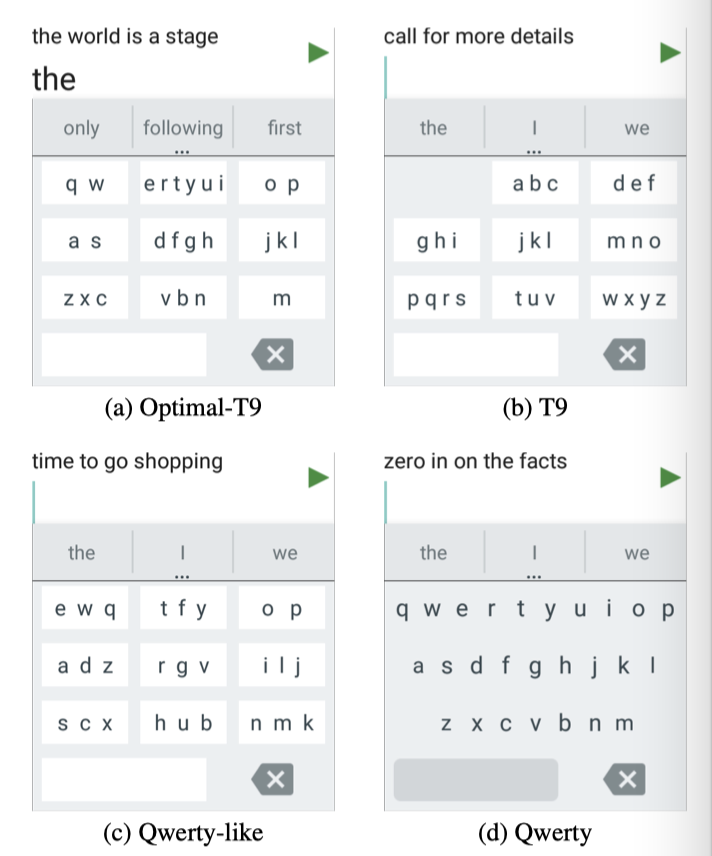 the world is a stage
the
only following first
...
q w e r t y u i o p
a s d f g h j k l
z x c v b n m
(a) Optimal-T9
call for more details
the I we
...
a b c d e f
g h i j k l m n o
p q r s t u v w x y z
(b) T9
time to go shopping
the I we
...
e w q t f y o p
a d z r g v i l j
s c x h u b n m k
(c) Qwerty-like
zero in on the facts
the I we
...
q w e r t y u i o p
a s d f g h j k l
z x c v b n m
(d) Qwerty